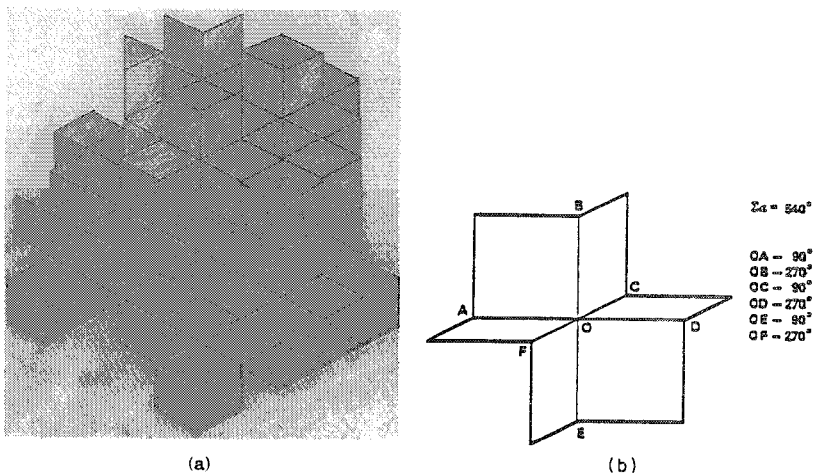 B
C
A
O
D
F
E
Σα = 540°
OA = 90°
OB = 270°
OC = 90°
OD = 270°
OE = 90°
OF = 270°
(a)
(b)